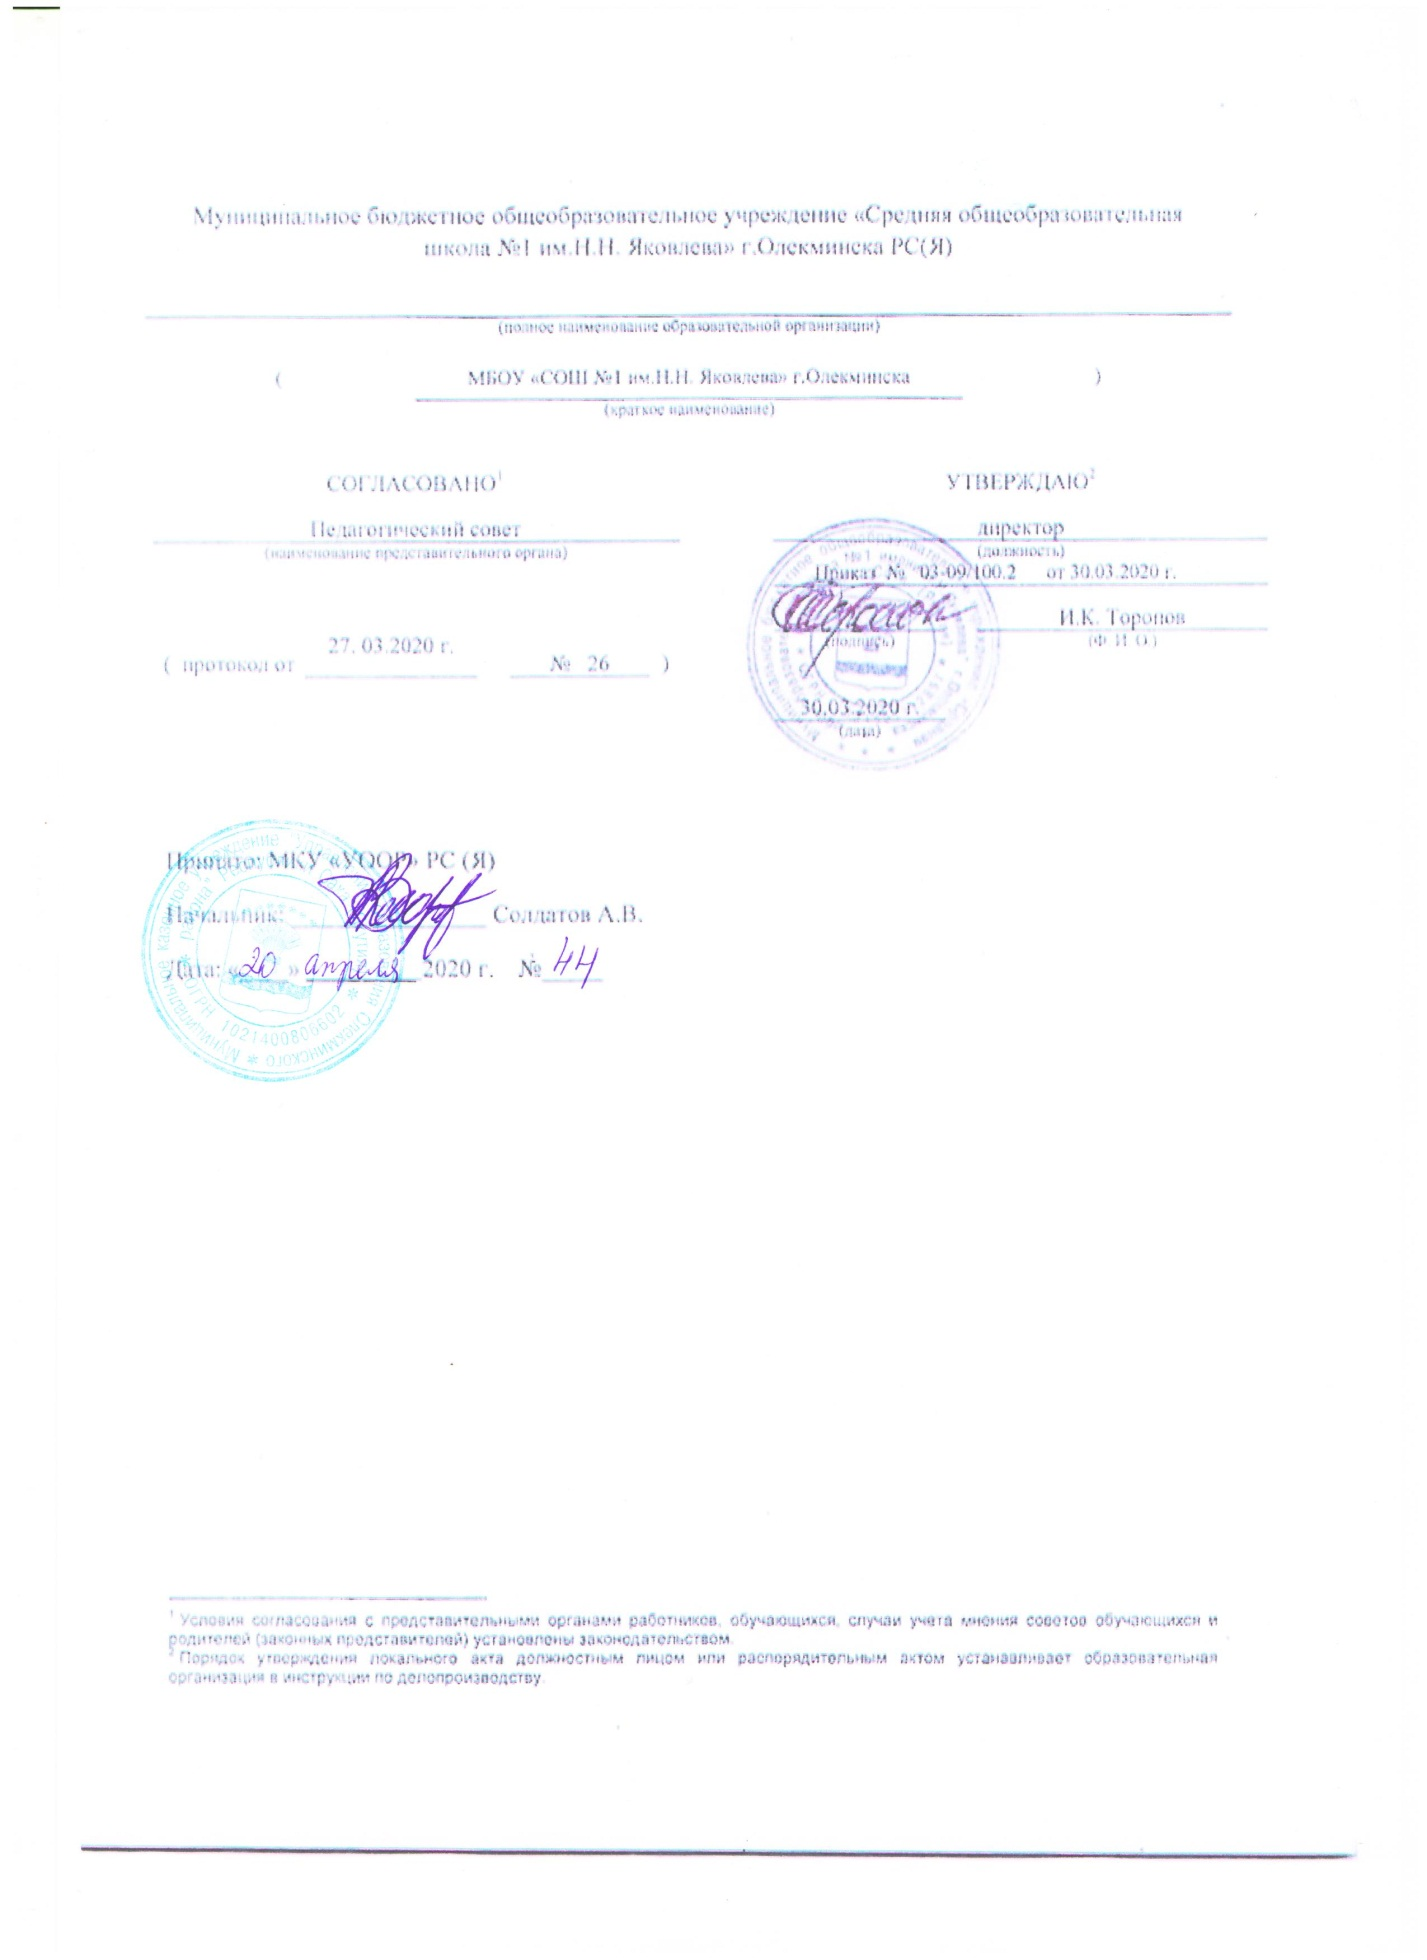 Муниципальное бюджетное общеобразовательное учреждение «Средняя общеобразовательная
школа №1 им.Н.Н. Яковлева» г.Олекминска РС(Я)
(полное наименование образовательной организации)
( МБОУ «СОШ №1 им.Н.Н. Яковлева» г.Олекминска )
(краткое наименование)
СОГЛАСОВАНО1
Педагогический совет
(наименование представительного органа)
27. 03.2020 г.
( протокол от № 26 )
УТВЕРЖДАЮ2
директор
(должность)
Приказ № 03-09/100.2 от 30.03.2020 г.
И.К. Торопов
(подпись) (Ф.И.О.)
30.03.2020 г.
(дата)
Принято: МКУ «УООР» РС (Я)
Начальник: Солдатов А.В.
Дата: «20» апреля 2020 г. № 44
ОГРН 1021400806602
1 Условия согласования с представительными органами работников, обучающихся, случаи учета мнения советов обучающихся и
родителей (законных представителей) установлены законодательством.
2 Порядок утверждения локального акта должностным лицом или распорядительным актом устанавливает образовательная
организация в инструкции по делопроизводству.